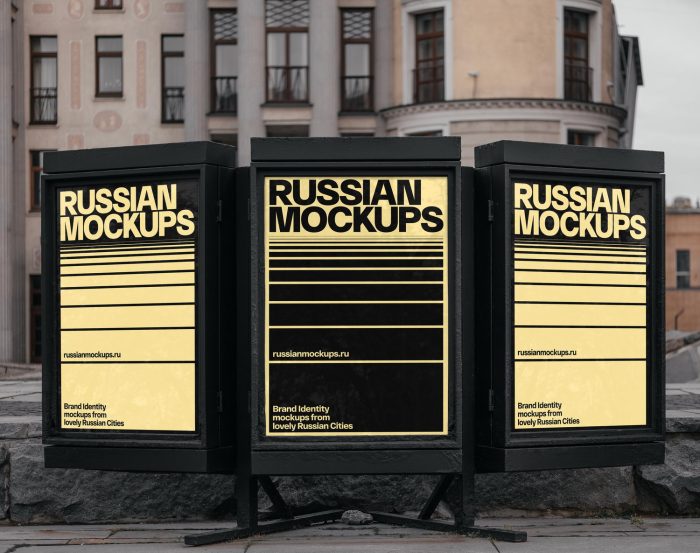 RUSSIAN
MOCKUPS
russianmockups.ru
Brand Identity
mockups from
lovely Russian Cities
RUSSIAN
MOCKUPS
russianmockups.ru
Brand Identity
mockups from
lovely Russian Cities
RUSSIAN
MOCKUPS
russianmockups.ru
Brand Identity
mockups from
lovely Russian Cities